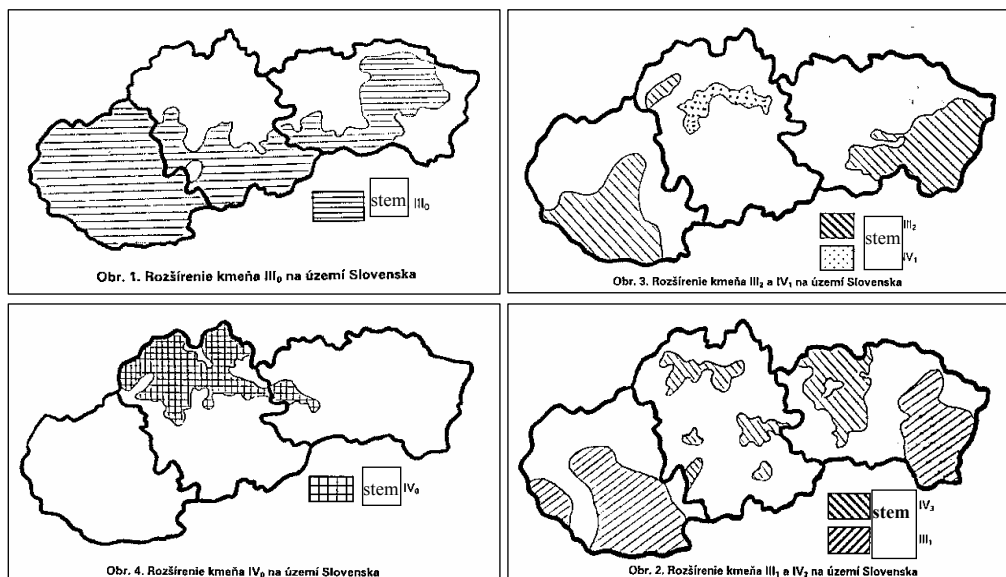 stem III₀
Obr. 1. Rozšírenie kmeňa III₀ na území Slovenska
III₂
stem
IV₁
Obr. 3. Rozšírenie kmeňa III₂ a IV₁ na území Slovenska
stem IV₀
Obr. 4. Rozšírenie kmeňa IV₀ na území Slovenska
IV₃
stem
III₁
Obr. 2. Rozšírenie kmeňa III₁ a IV₂ na území Slovenska